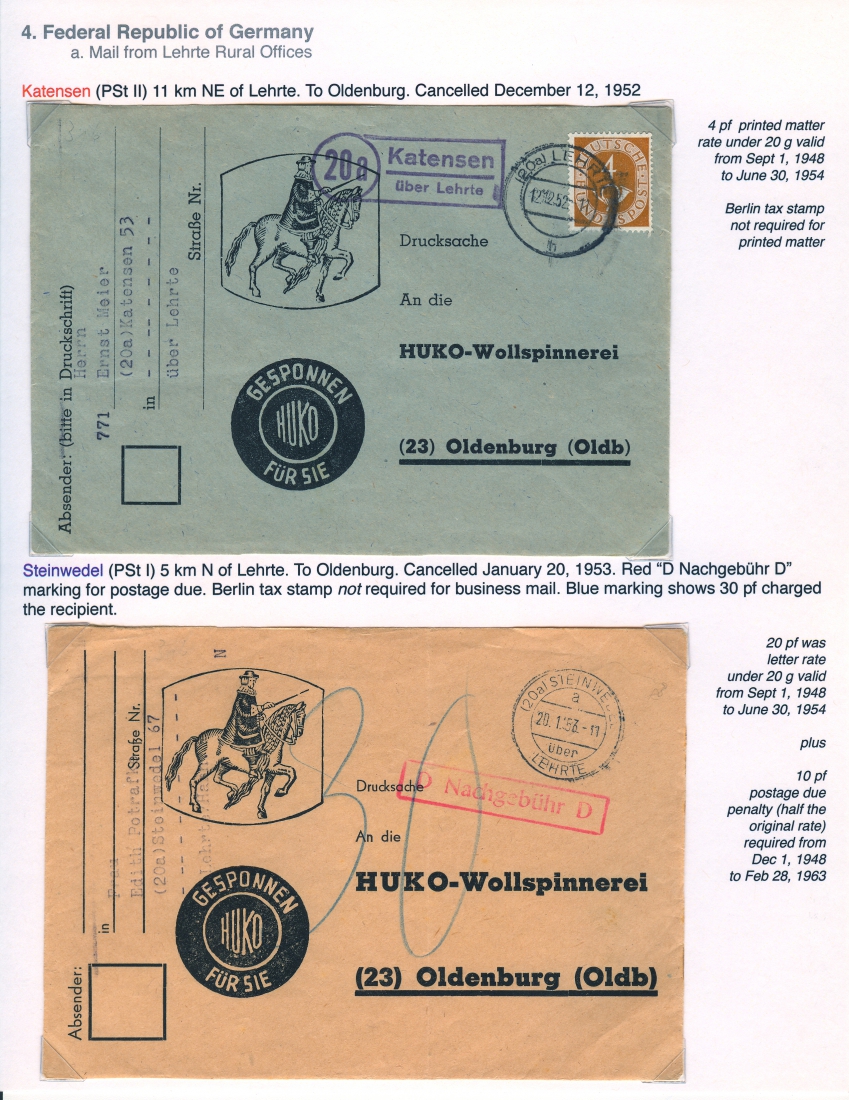 4. Federal Republic of Germany
a. Mail from Lehrte Rural Offices
Katensen (PSt II) 11 km NE of Lehrte. To Oldenburg. Cancelled December 12, 1952
4 pf printed matter
rate under 20 g valid
from Sept 1, 1948
to June 30, 1954
Berlin tax stamp
not required for
printed matter
Absender: (bitte in Druckschrift)
Herrn
771 Ernst Meier
(20a)Katensen 53
in
über Lehrte
Straße Nr.
20a
Katensen
über Lehrte
(20a) LEHRTE
12.12.52
h
DEUTSCHE
BUNDESPOST
4
Drucksache
An die
HUKO-Wollspinnerei
(23) Oldenburg (Oldb)
GESPONNEN
HUKO
FÜR SIE
Steinwedel (PSt I) 5 km N of Lehrte. To Oldenburg. Cancelled January 20, 1953. Red “D Nachgebühr D”
marking for postage due. Berlin tax stamp not required for business mail. Blue marking shows 30 pf charged
the recipient.
20 pf was
letter rate
under 20 g valid
from Sept 1, 1948
to June 30, 1954
plus
10 pf
postage due
penalty (half the
original rate)
required from
Dec 1, 1948
to Feb 28, 1963
Absender:
in
Frau
Edith
Straße Nr.
(20a)Steinwedel 67
N
30
(20a) STEINWEDEL
a
20.1.53.-11
über
LEHRTE
Drucksache
D Nachgebühr D
An die
HUKO-Wollspinnerei
(23) Oldenburg (Oldb)
GESPONNEN
HUKO
FÜR SIE